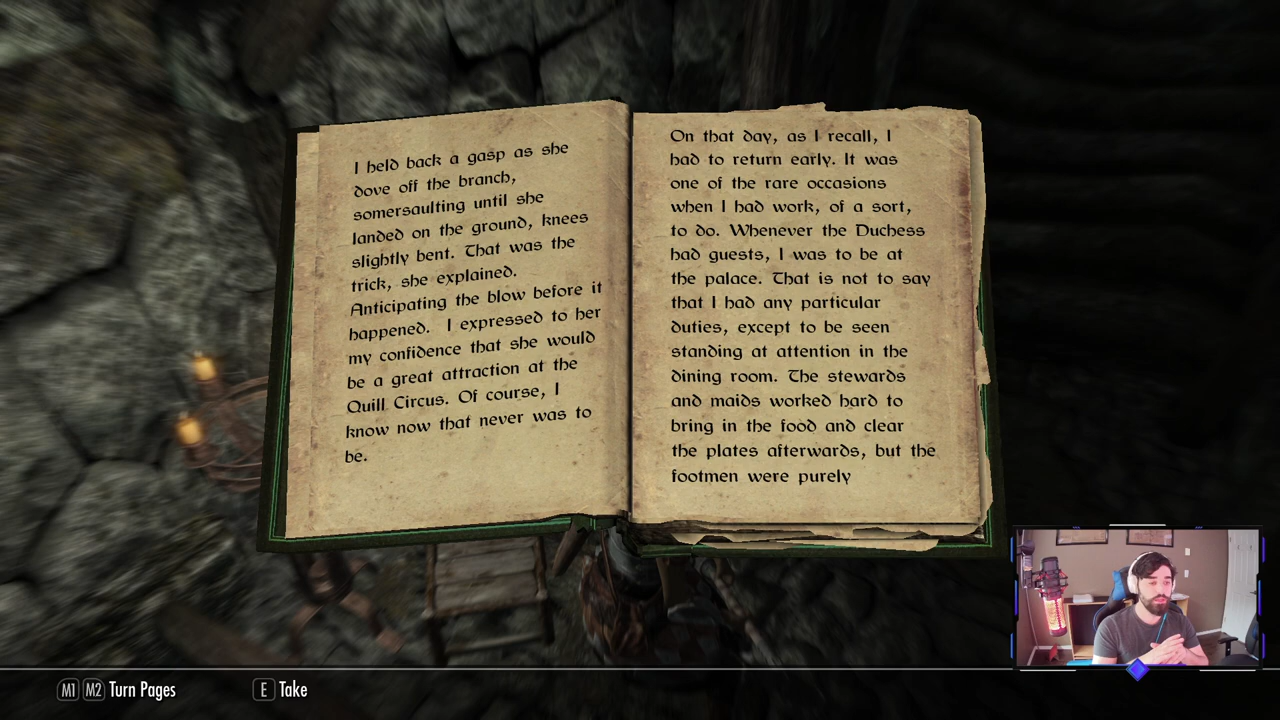 I held back a gasp as she
dove off the branch,
somersaulting until she
landed on the ground, knees
slightly bent. That was the
trick, she explained.
Anticipating the blow before it
happened. I expressed to her
my confidence that she would
be a great attraction at the
Quill Circus. Of course, I
know now that never was to
be.
On that day, as I recall, I
had to return early. It was
one of the rare occasions
when I had work, of a sort,
to do. Whenever the Duchess
had guests, I was to be at
the palace. That is not to say
that I had any particular
duties, except to be seen
standing at attention in the
dining room. The stewards
and maids worked hard to
bring in the food and clear
the plates afterwards, but the
footmen were purely
M1 M2 Turn Pages
E Take